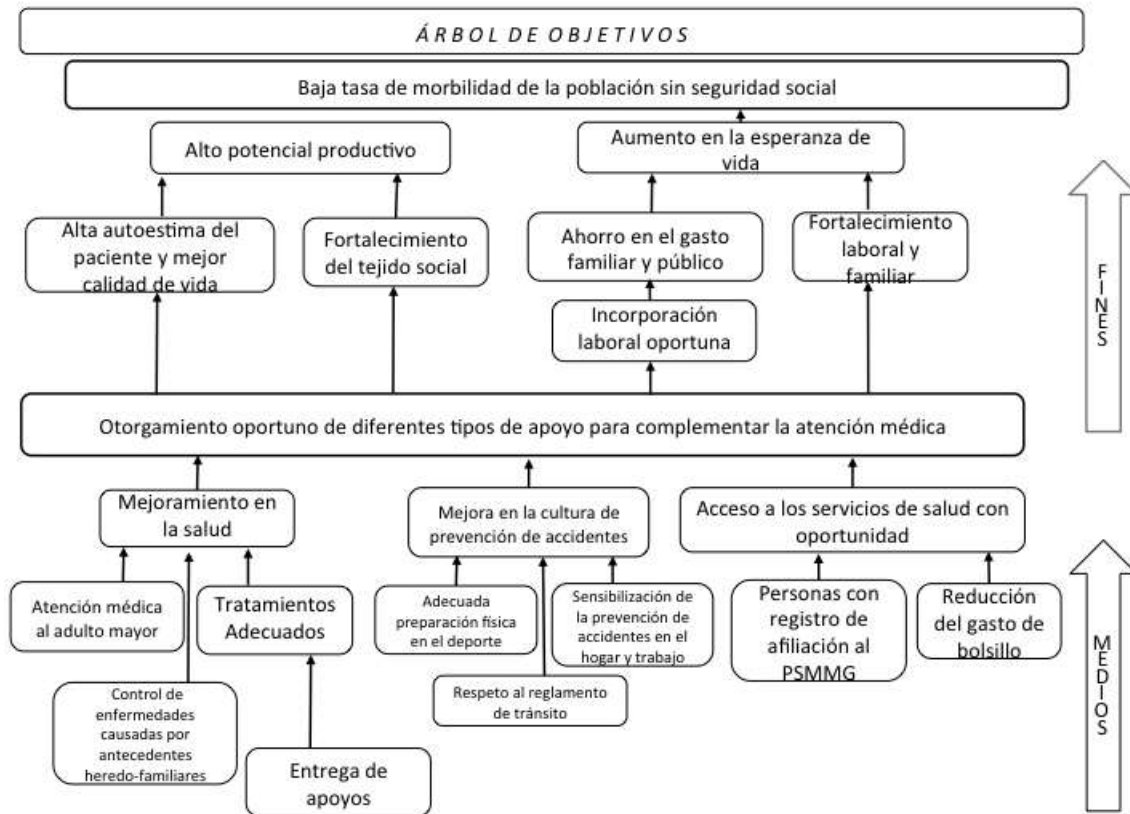 ÁRBOL DE OBJETIVOS
Baja tasa de morbilidad de la población sin seguridad social
Alto potencial productivo
Aumento en la esperanza de
vida
Alta autoestima del
paciente y mejor
calidad de vida
Fortalecimiento
del tejido social
Ahorro en el gasto
familiar y público
Fortalecimiento
laboral y
familiar
Incorporación
laboral oportuna
FINES
Otorgamiento oportuno de diferentes tipos de apoyo para complementar la atención médica
Mejoramiento en
la salud
Mejora en la cultura de
prevención de accidentes
Acceso a los servicios de salud con
oportunidad
Atención médica
al adulto mayor
Tratamientos
Adecuados
Adecuada
preparación física
en el deporte
Sensibilización de
la prevención de
accidentes en el
hogar y trabajo
Personas con
registro de
afiliación al
PSMMG
Reducción
del gasto de
bolsillo
Control de
enfermedades
causadas por
antecedentes
heredo-familiares
Respeto al reglamento
de tránsito
Entrega de
apoyos
MEDIOS